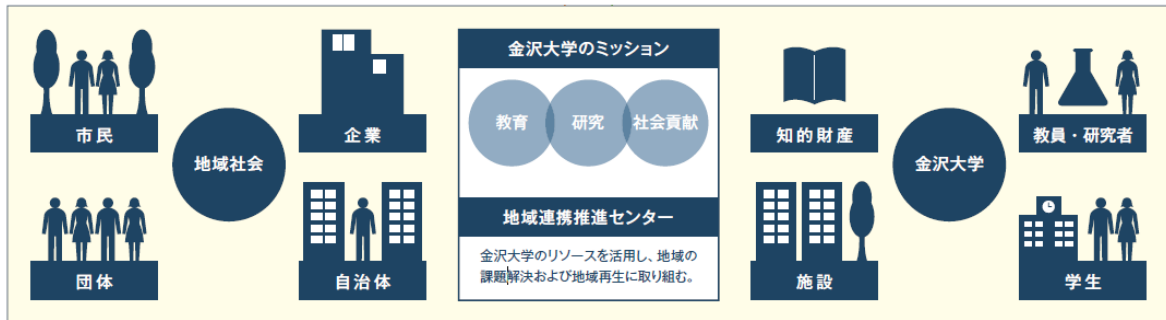 市民
企業
地域社会
団体
自治体
金沢大学のミッション
教育
研究
社会貢献
地域連携推進センター
金沢大学のリソースを活用し、地域の
課題解決および地域再生に取り組む。
知的財産
教員・研究者
金沢大学
施設
学生